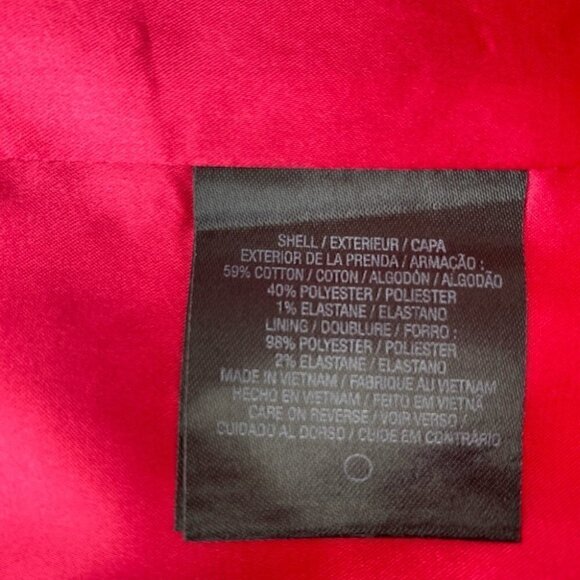 SHELL / EXTERIEUR / CAPA
EXTERIOR DE LA PRENDA / ARMAÇÃO :
59% COTTON / COTON / ALGODÓN / ALGODÃO
40% POLYESTER / POLIESTER
1% ELASTANE / ELASTANO
LINING / DOUBLURE / FORRO :
98% POLYESTER / POLIESTER
2% ELASTANE / ELASTANO
MADE IN VIETNAM / FABRIQUE AU VIETNAM
HECHO EN VIETNAM / FEITO EM VIETNÃ
CARE ON REVERSE / VOIR VERSO /
CUIDADO AL DORSO / CUIDE EM CONTRÁRIO